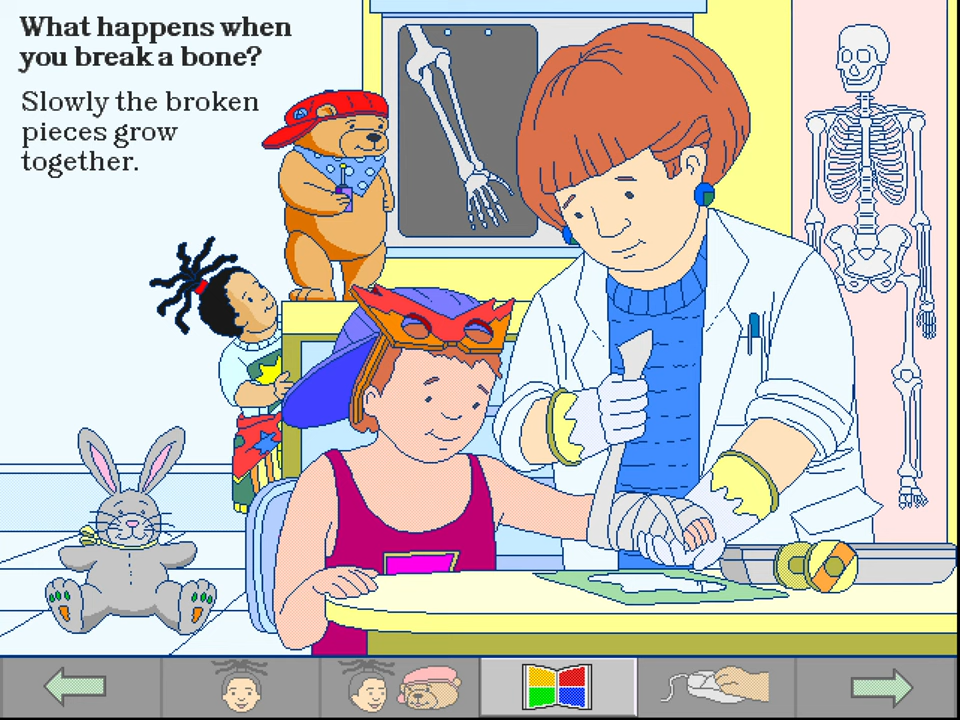 What happens when
you break a bone?
Slowly the broken
pieces grow
together.